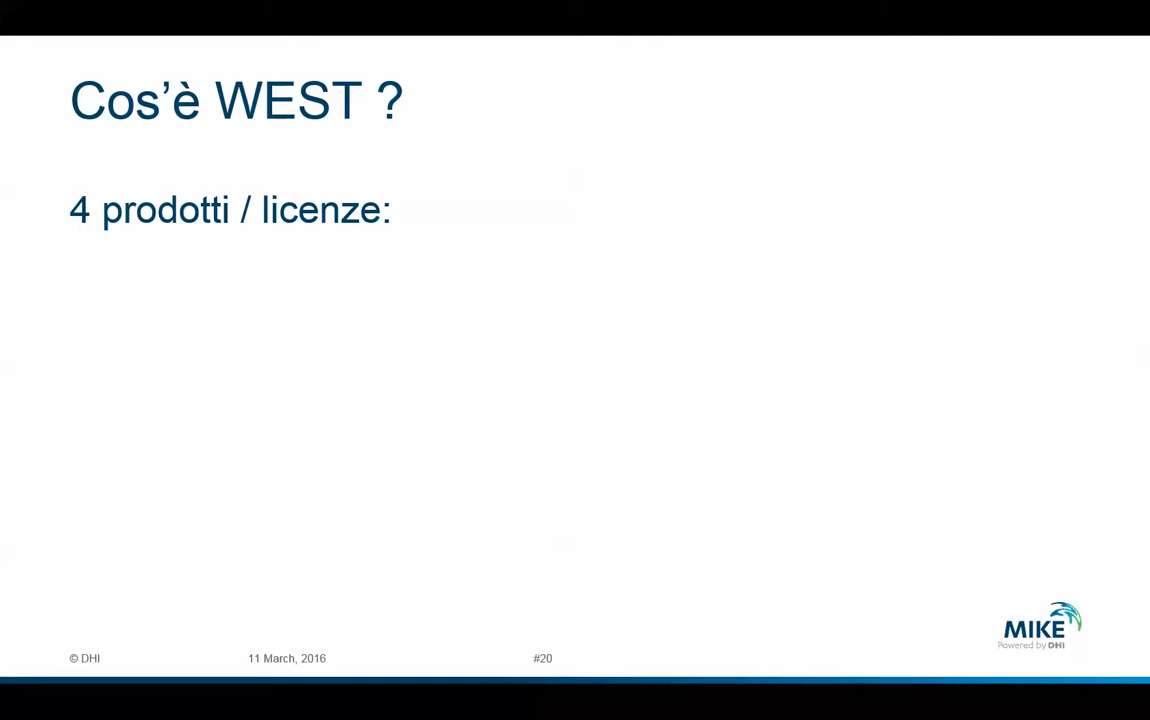 Cos’è WEST ?
4 prodotti / licenze:
MIKE
Powered by DHI
© DHI 11 March, 2016 #20